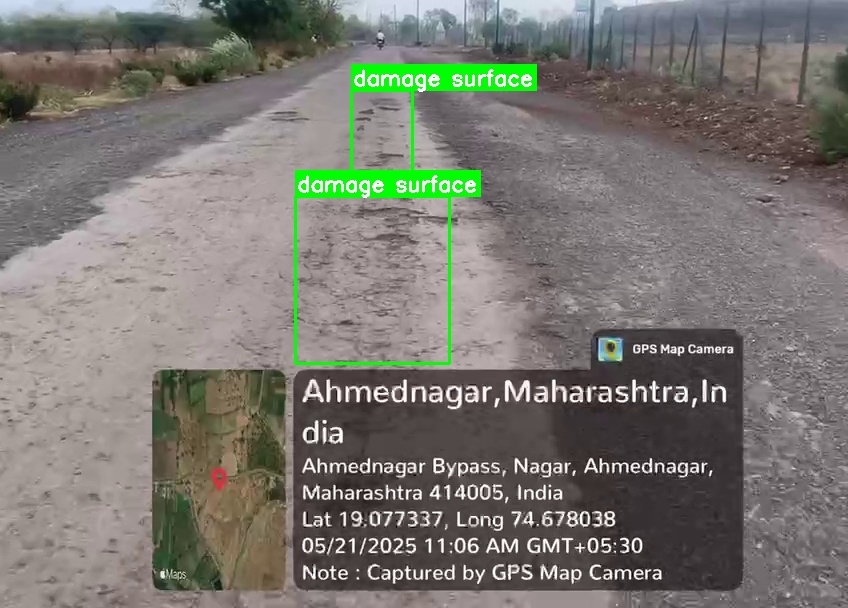 damage surface
damage surface
GPS Map Camera
Ahmednagar,Maharashtra,In
dia
Ahmednagar Bypass, Nagar, Ahmednagar,
Maharashtra 414005, India
Lat 19.077337, Long 74.678038
05/21/2025 11:06 AM GMT+05:30
Note : Captured by GPS Map Camera
Maps